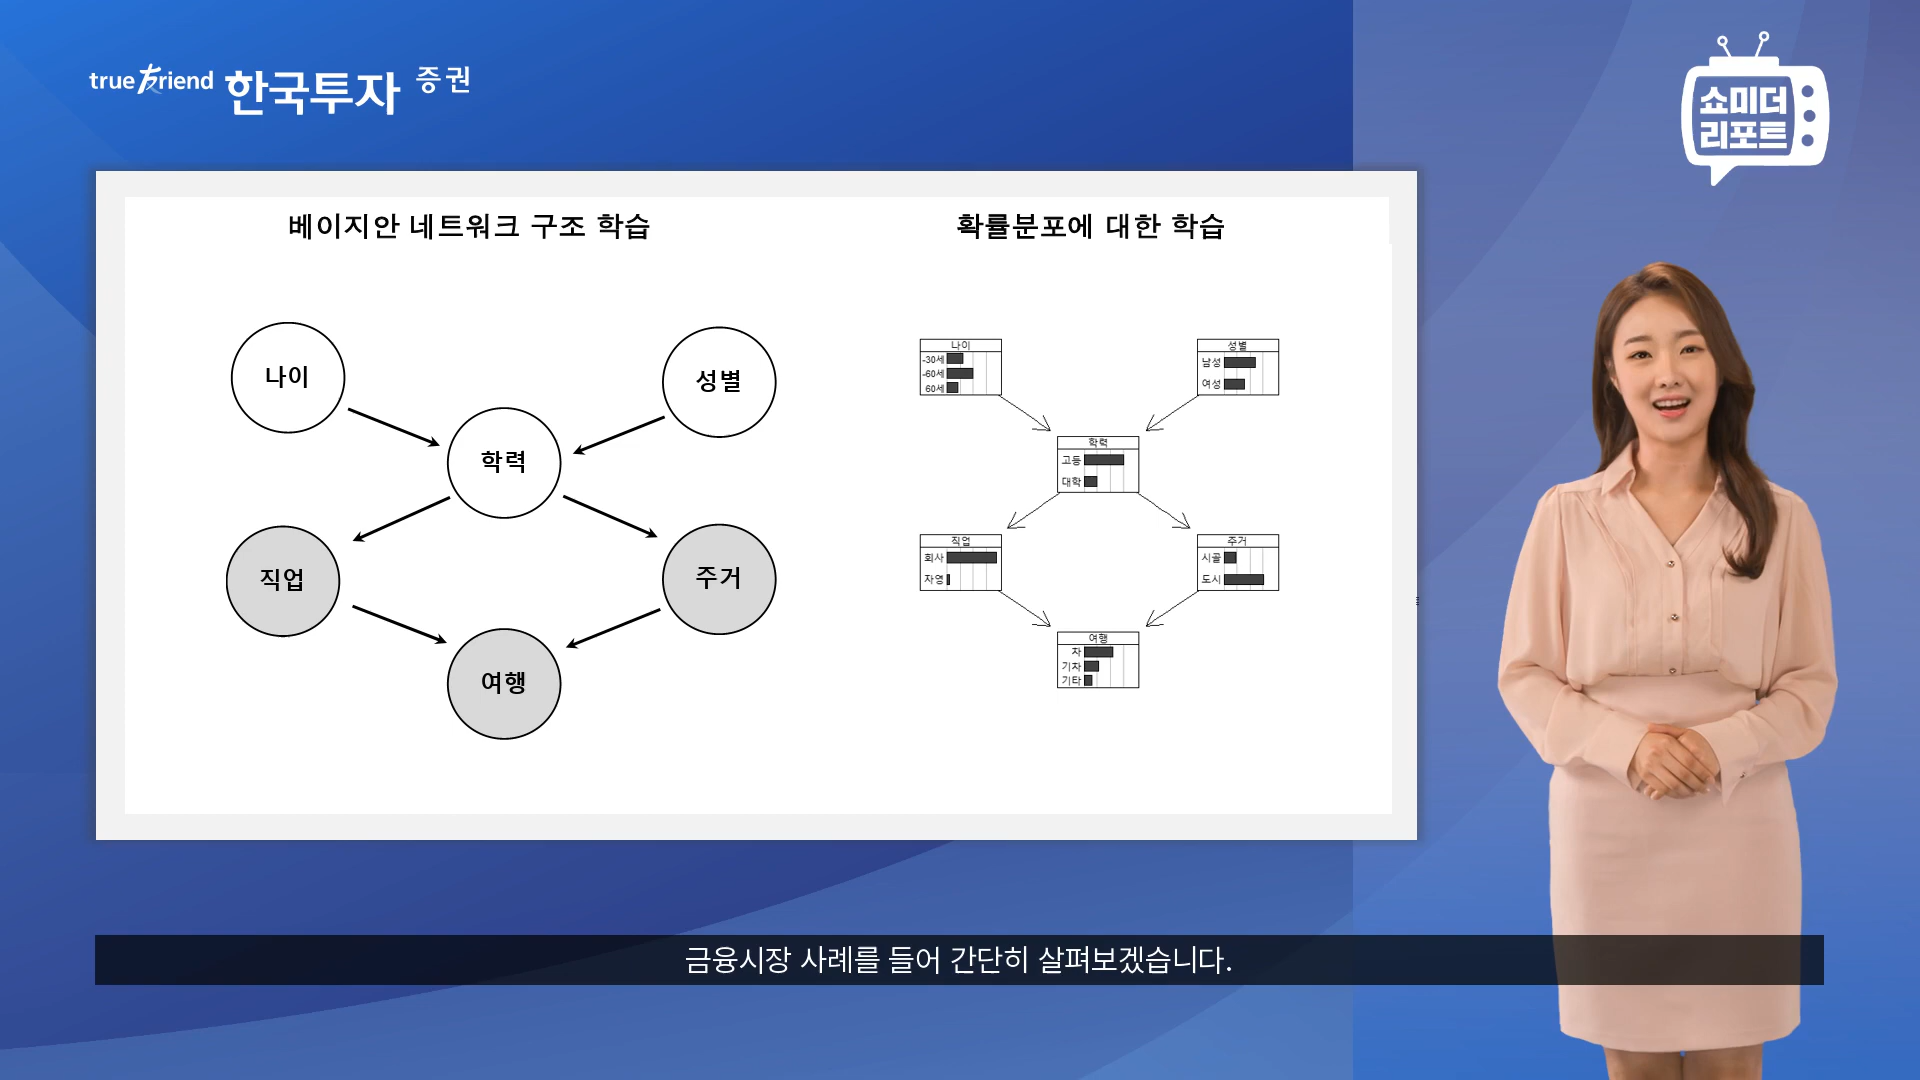 true friend 한국투자 증권
쇼미더
리포트
베이지안 네트워크 구조 학습
나이
성별
학력
직업
주거
여행
확률분포에 대한 학습
나이
-30세
-60세
60세
성별
남성
여성
학력
고등
대학
직업
회사
자영
주거
시골
도시
여행
차
기차
기타
금융시장 사례를 들어 간단히 살펴보겠습니다.